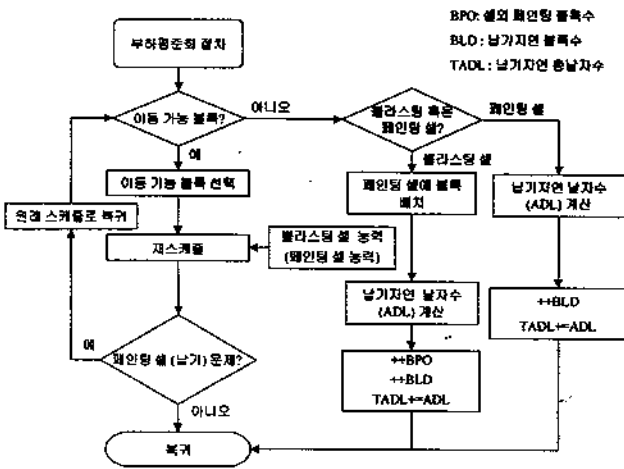 BPO: 셀외 페인팅 블록수
BLD: 납기지연 블록수
TADL: 납기지연 총날자수
부하평준화 절차
이동 가능 블록?
아니오
블라스팅 혹은
페인팅 셀?
페인팅 셀
예
블라스팅 셀
이동 가능 블록 선택
페인팅 셀에 블록
배치
납기지연 날자수
(ADL) 계산
원래 스케쥴로 복귀
재스케쥴
블라스팅 셀 능력
(페인팅 셀 능력)
납기지연 날자수
(ADL) 계산
++BLD
TADL+=ADL
예
페인팅 셀 (납기) 문제?
++BPO
++BLD
TADL+=ADL
아니오
복귀